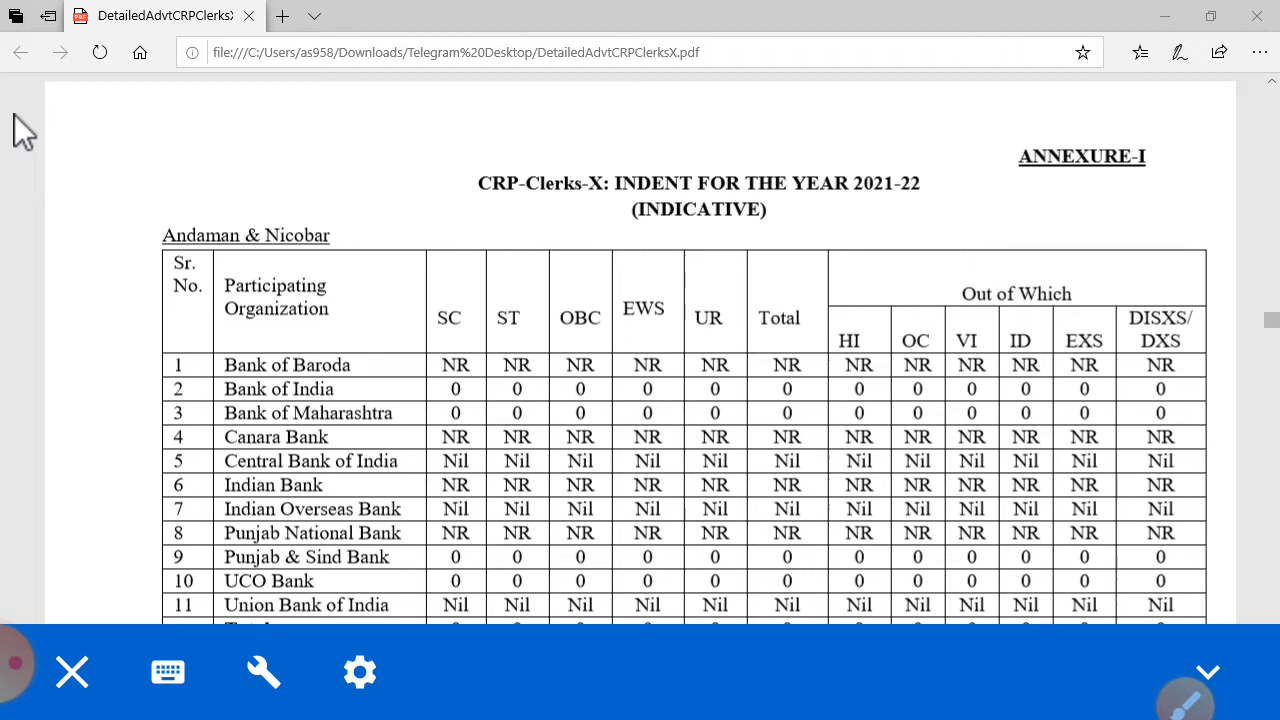 DetailedAdvtCRPClerksX
file:///C:/Users/as958/Downloads/Telegram%20Desktop/DetailedAdvtCRPClerksX.pdf
ANNEXURE-I
CRP-Clerks-X: INDENT FOR THE YEAR 2021-22
(INDICATIVE)
Andaman & Nicobar
Sr. No. Participating Organization SC ST OBC EWS UR Total Out of Which
HI OC VI ID EXS DISXS/ DXS
1 Bank of Baroda NR NR NR NR NR NR NR NR NR NR NR NR
2 Bank of India 0 0 0 0 0 0 0 0 0 0 0 0
3 Bank of Maharashtra 0 0 0 0 0 0 0 0 0 0 0 0
4 Canara Bank NR NR NR NR NR NR NR NR NR NR NR NR
5 Central Bank of India Nil Nil Nil Nil Nil Nil Nil Nil Nil Nil Nil Nil
6 Indian Bank NR NR NR NR NR NR NR NR NR NR NR NR
7 Indian Overseas Bank Nil Nil Nil Nil Nil Nil Nil Nil Nil Nil Nil Nil
8 Punjab National Bank NR NR NR NR NR NR NR NR NR NR NR NR
9 Punjab & Sind Bank 0 0 0 0 0 0 0 0 0 0 0 0
10 UCO Bank 0 0 0 0 0 0 0 0 0 0 0 0
11 Union Bank of India Nil Nil Nil Nil Nil Nil Nil Nil Nil Nil Nil Nil